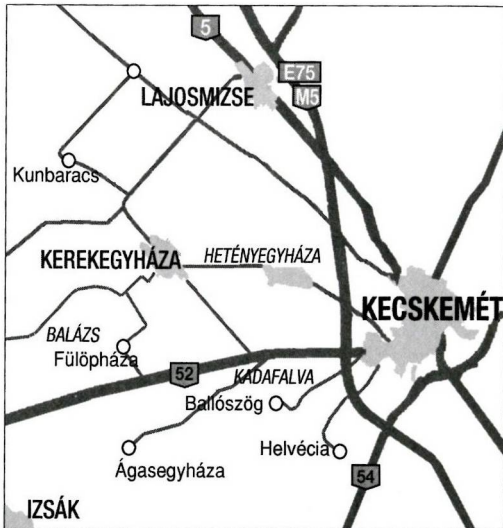 5
E75
M5
LAJOSMIZSE
Kunbaracs
KEREKEGYHÁZA
HETÉNYEGYHÁZA
KECSKEMÉT
BALÁZS
Fülöpháza
52
KADAFALVA
Ballószög
Ágasegyháza
Helvécia
54
IZSÁK